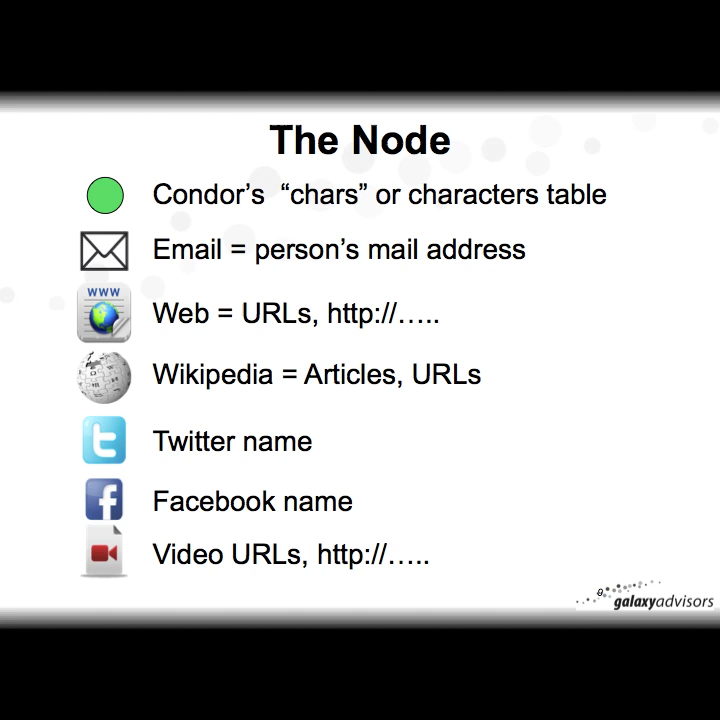 The Node
Condor’s  “chars” or characters table
Email = person’s mail address
WWW
Web = URLs, http://…..
Wikipedia = Articles, URLs
Twitter name
Facebook name
Video URLs, http://…..
galaxyadvisors